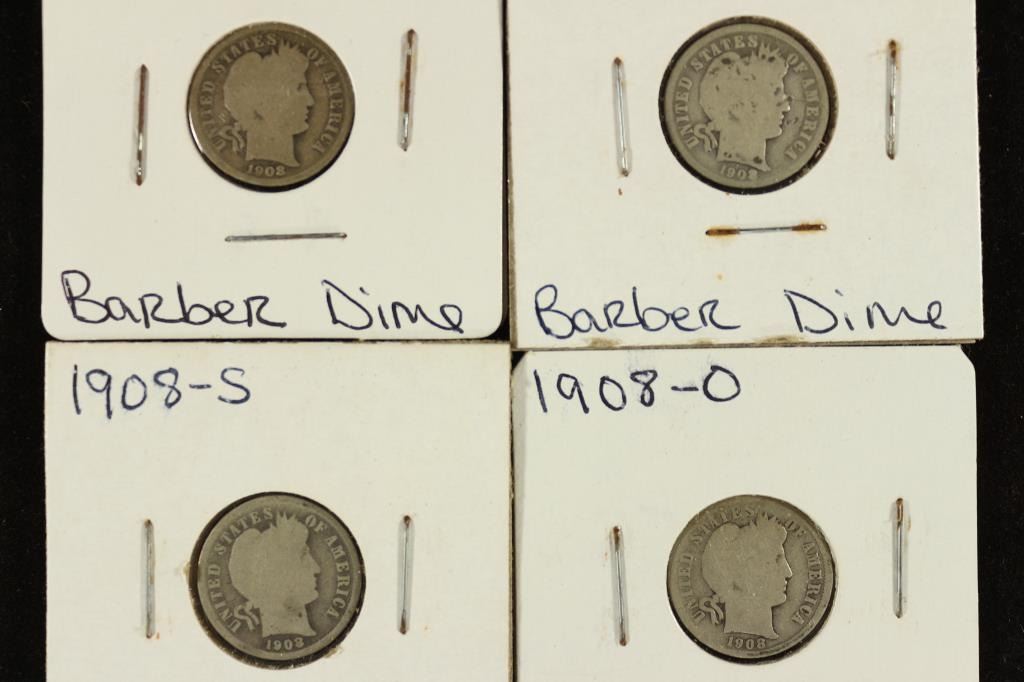 UNITED STATES OF AMERICA
1908
UNITED STATES OF AMERICA
1908
Barber Dime
Barber Dime
1908-S
1908-O
UNITED STATES OF AMERICA
1908
UNITED STATES OF AMERICA
1908